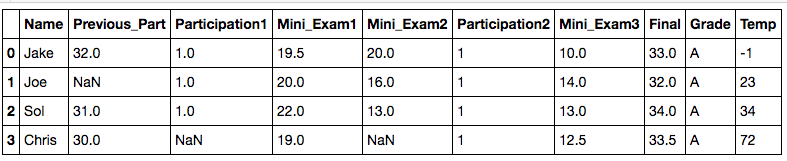 Name Previous_Part Participation1 Mini_Exam1 Mini_Exam2 Participation2 Mini_Exam3 Final Grade Temp
0 Jake 32.0 1.0 19.5 20.0 1 10.0 33.0 A -1
1 Joe NaN 1.0 20.0 16.0 1 14.0 32.0 A 23
2 Sol 31.0 1.0 22.0 13.0 1 13.0 34.0 A 34
3 Chris 30.0 NaN 19.0 NaN 1 12.5 33.5 A 72